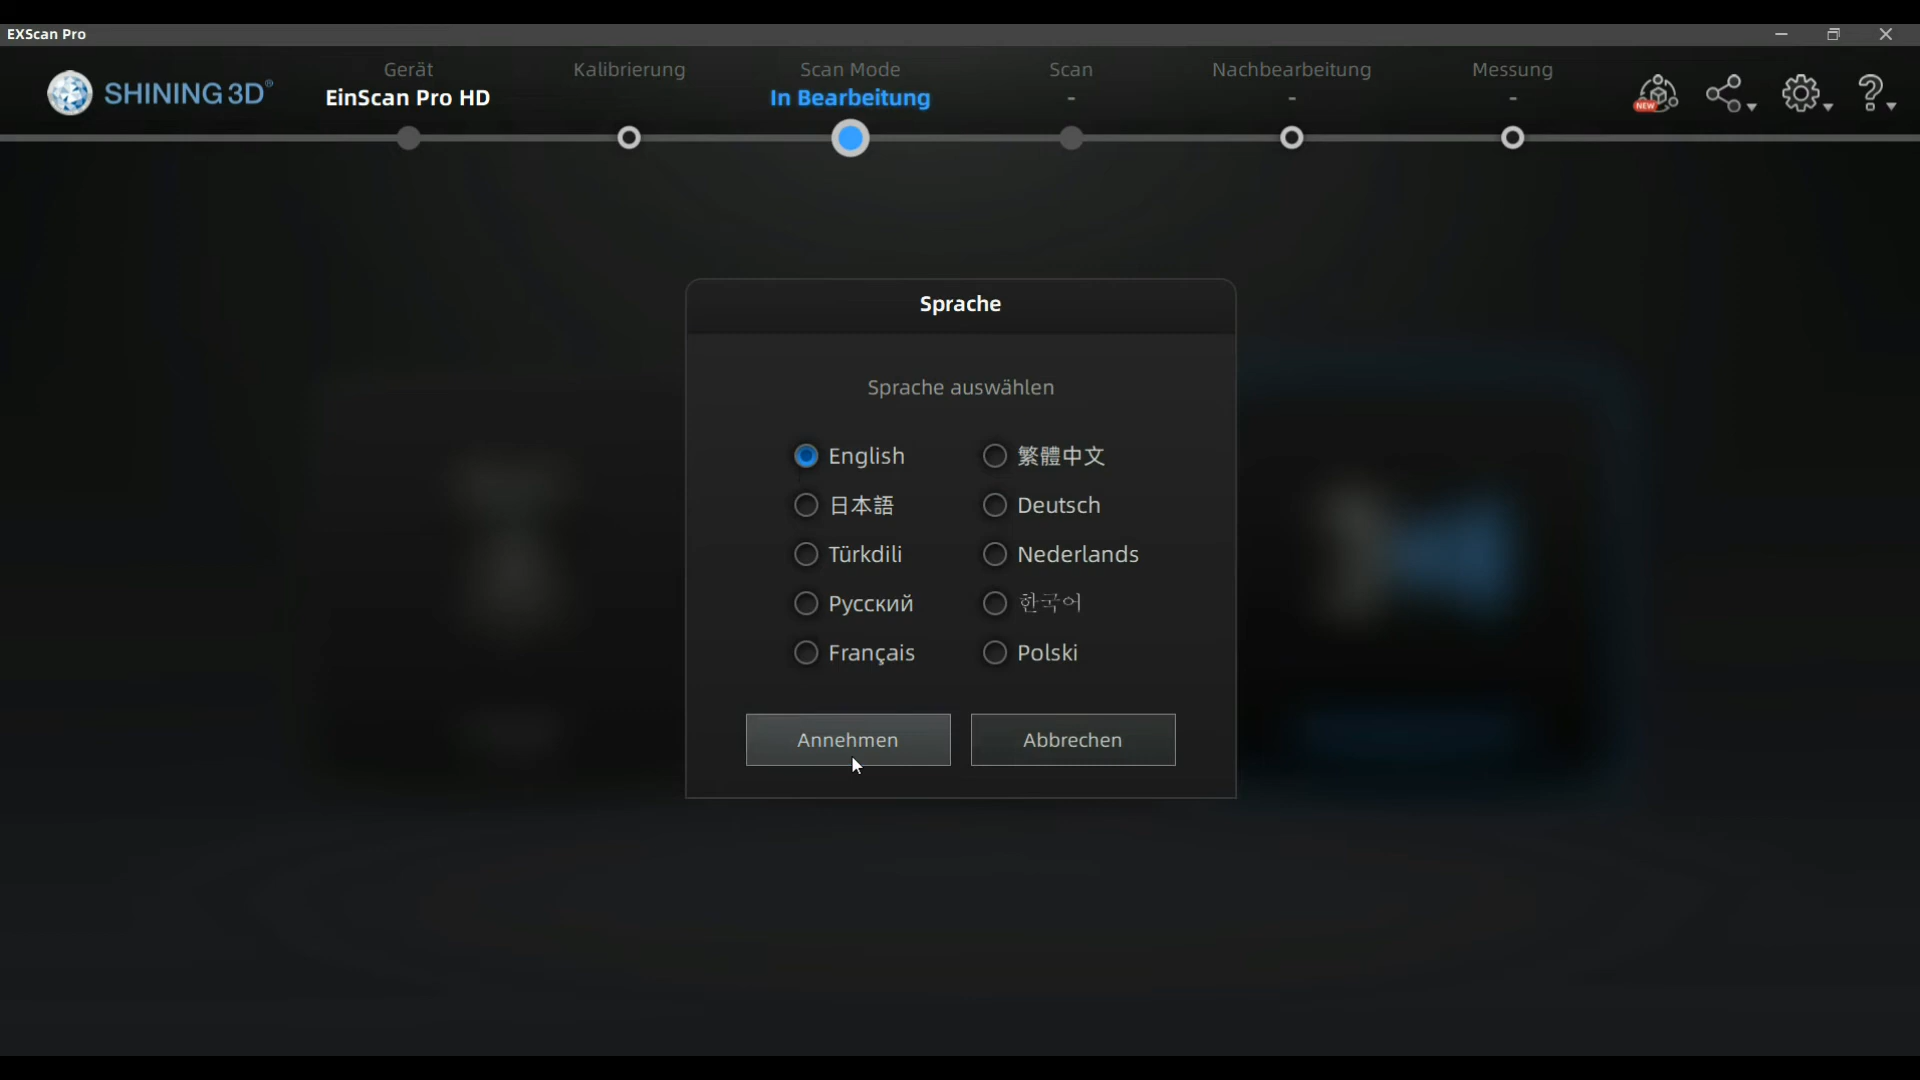 EXScan Pro
SHINING 3D®
Gerät
EinScan Pro HD
Kalibrierung
Scan Mode
In Bearbeitung
Scan
-
Nachbearbeitung
-
Messung
-
NEW
Sprache
Sprache auswählen
English
繁體中文
日本語
Deutsch
Türkdili
Nederlands
Русский
한국어
Français
Polski
Annehmen
Abbrechen